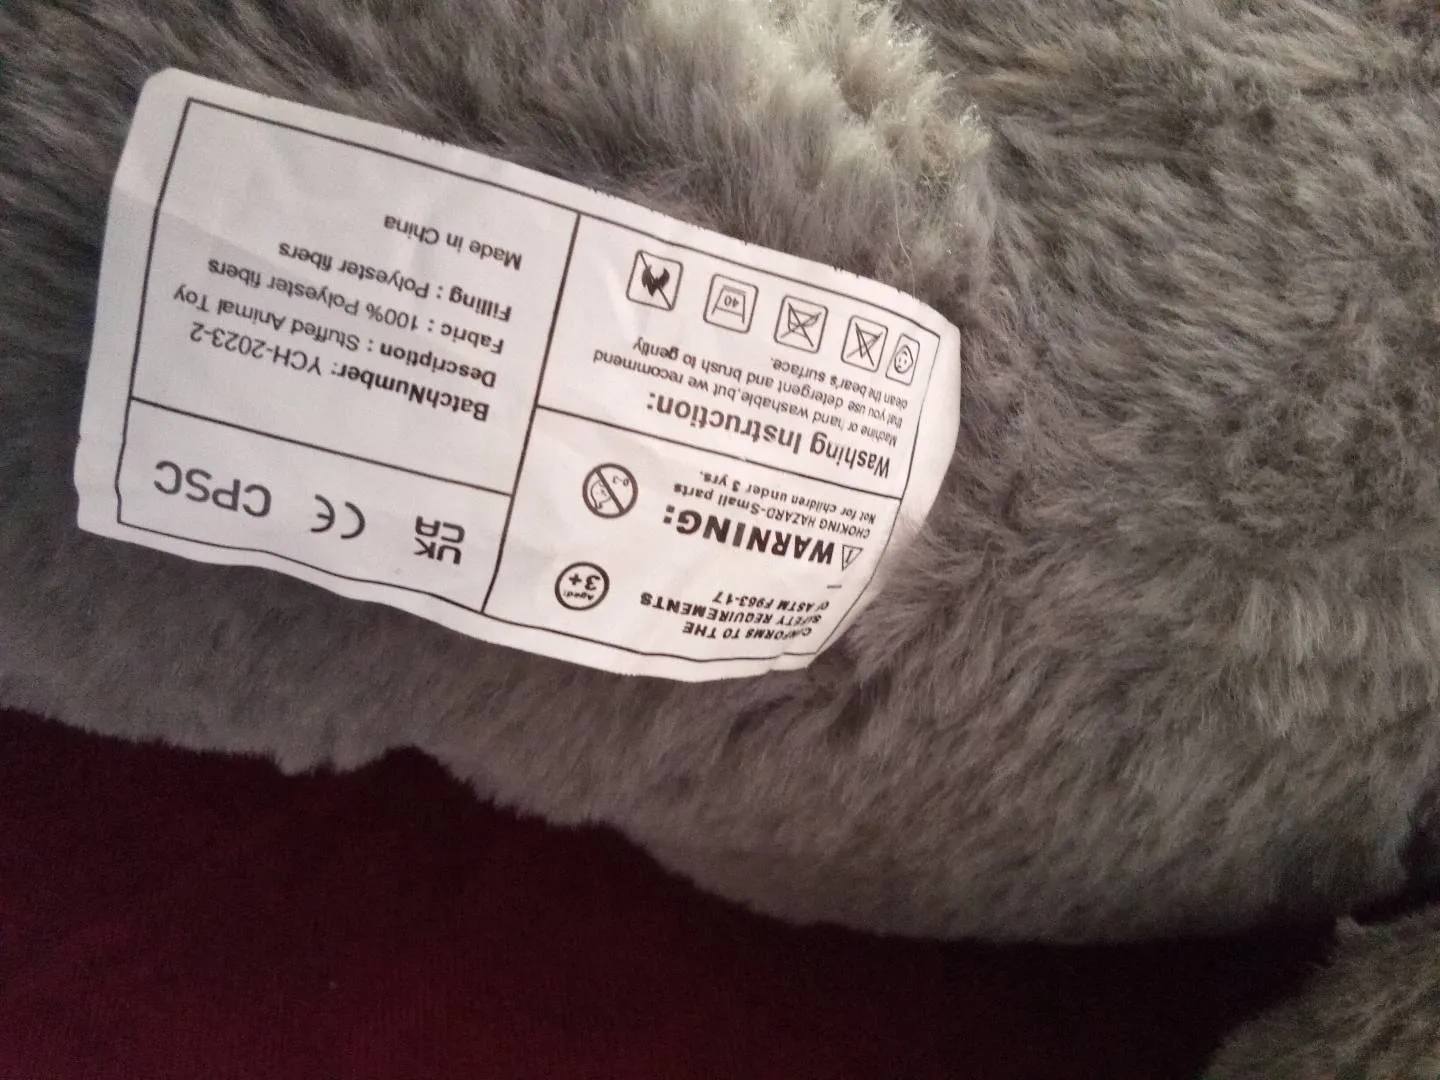 CONFORMS TO THE
SAFETY REQUIREMENTS
Of ASTM F963-17
Aged:
3+
WARNING:
CHOKING HAZARD-Small parts
Not for children under 3 yrs.
0-3
Washing Instruction:
Machine or hand washable,but we recommend
that you use detergent and brush to gently
clean the bear's surface.
40
UK
CA
CE
CPSC
BatchNumber: YCH-2023-2
Description : Stuffed Animal Toy
Fabric : 100% Polyester fibers
Filling : Polyester fibers
Made in China